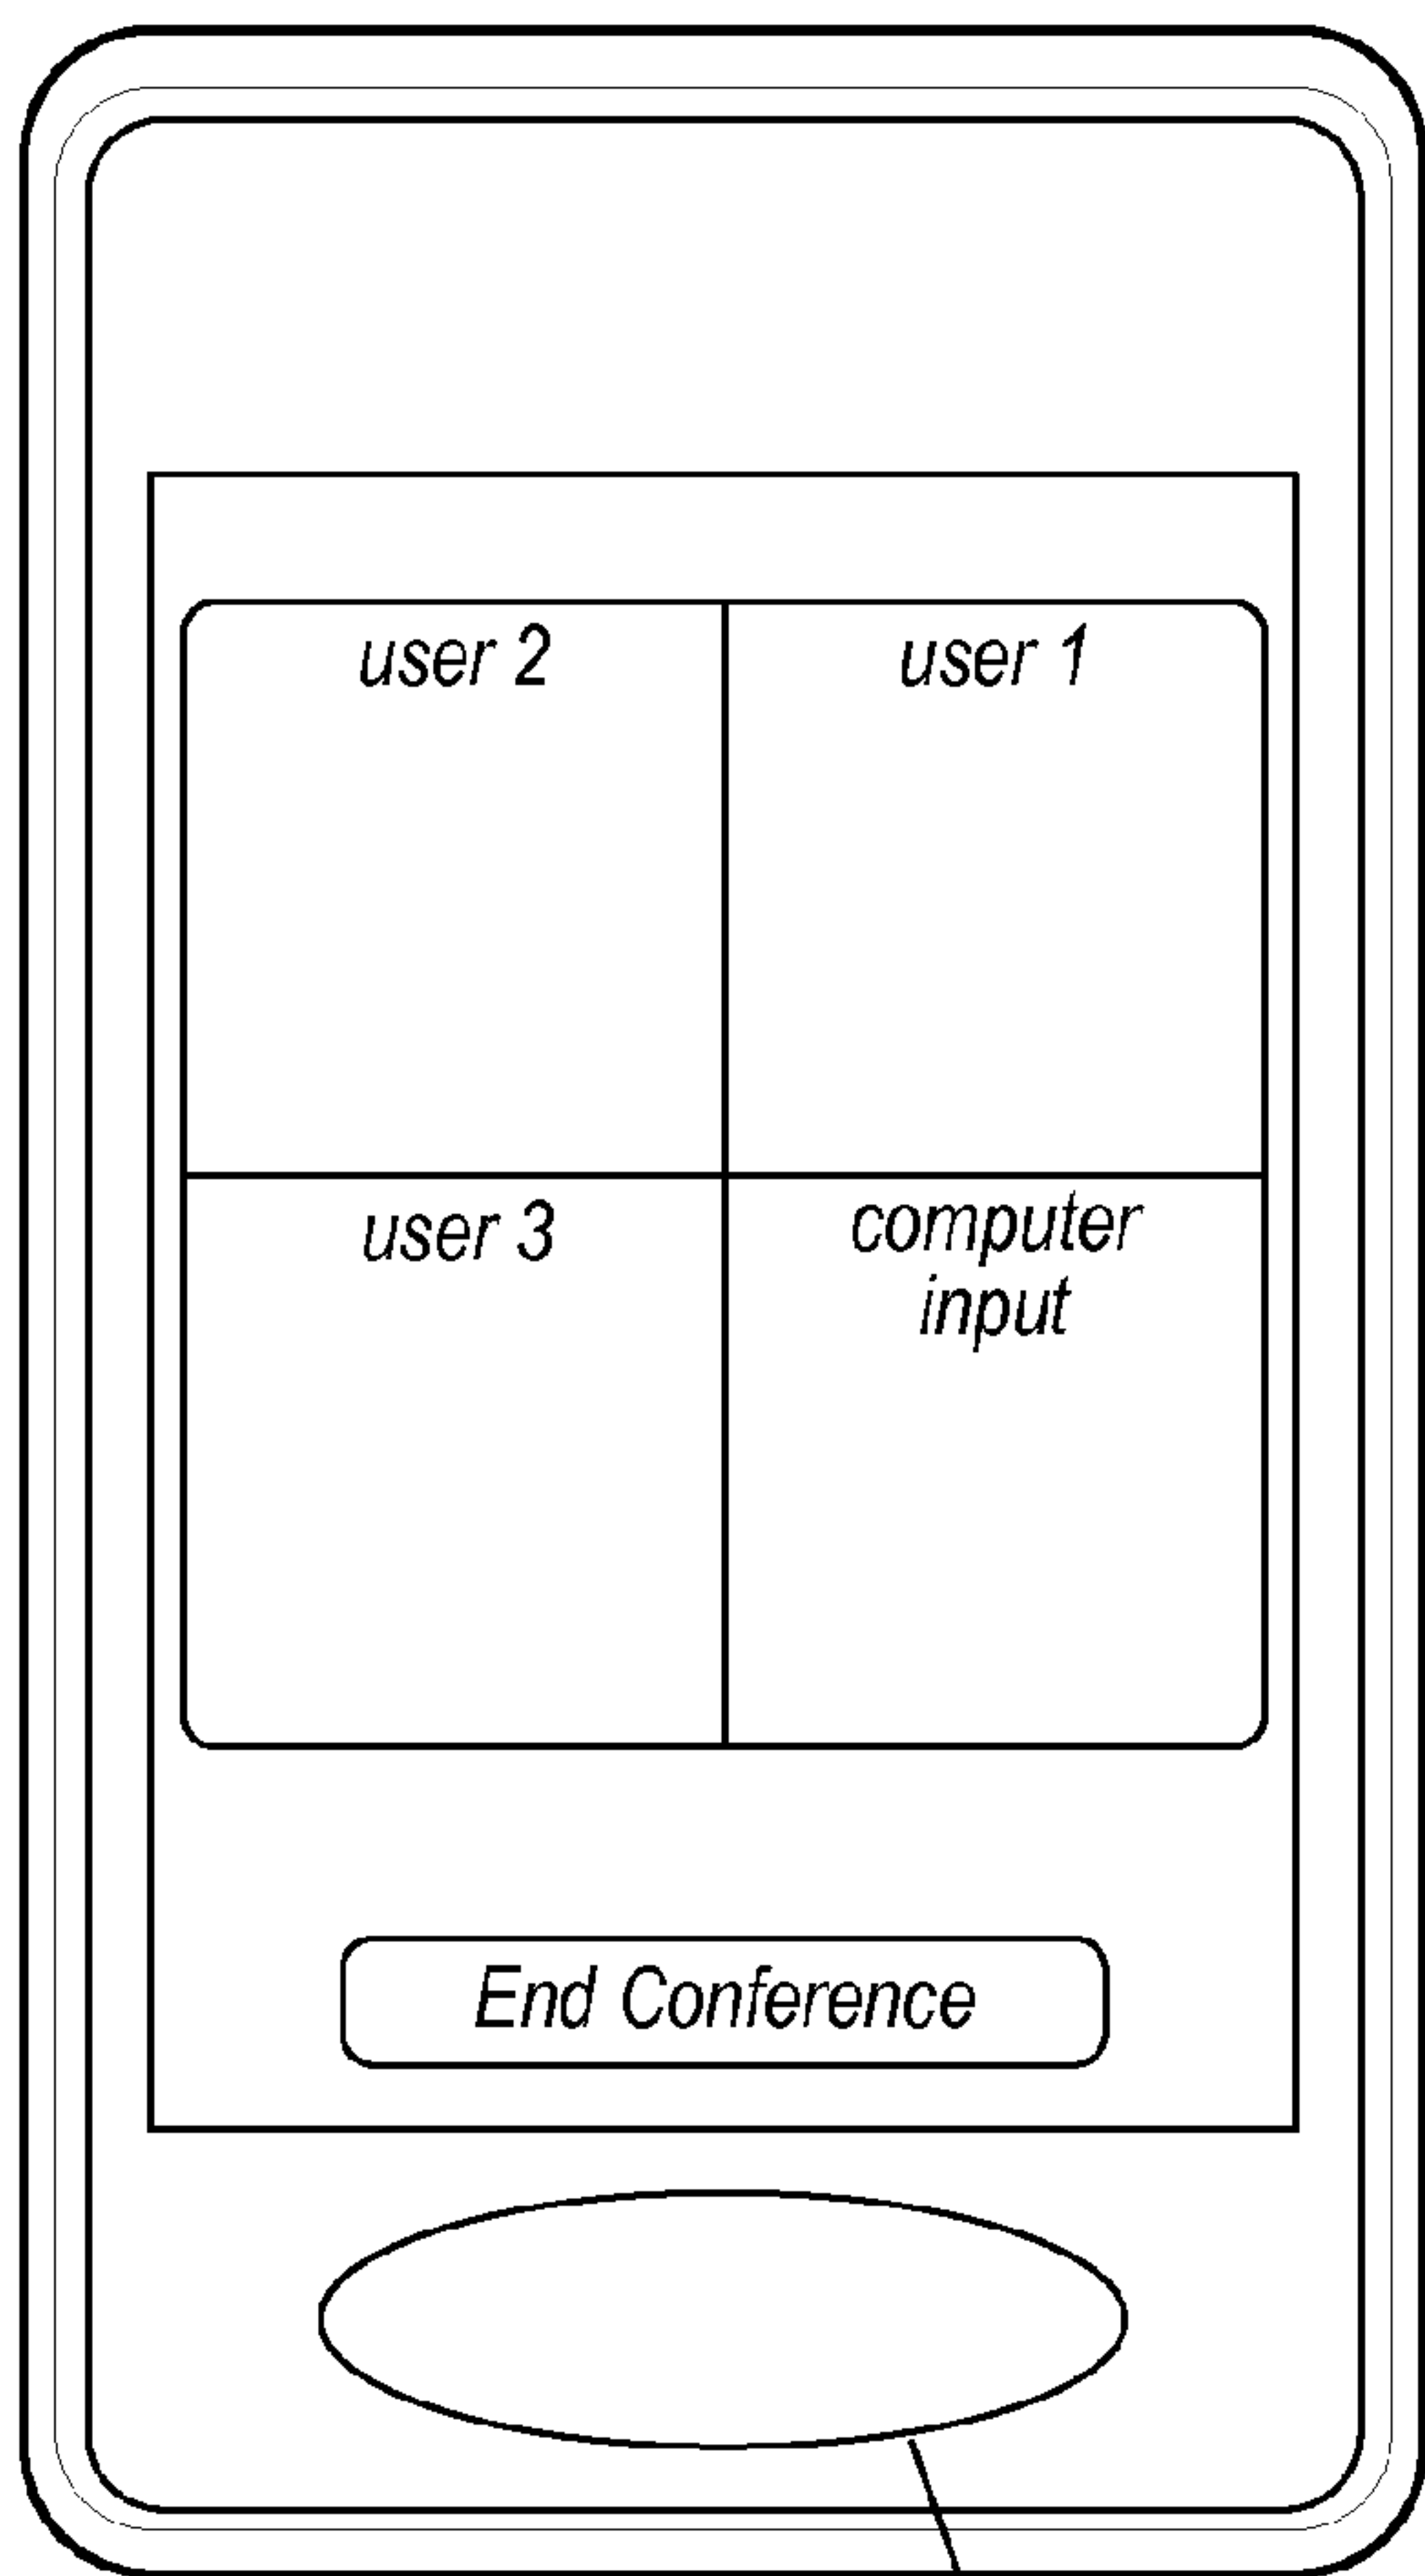 user 2
user 1
user 3
computer
input
End Conference